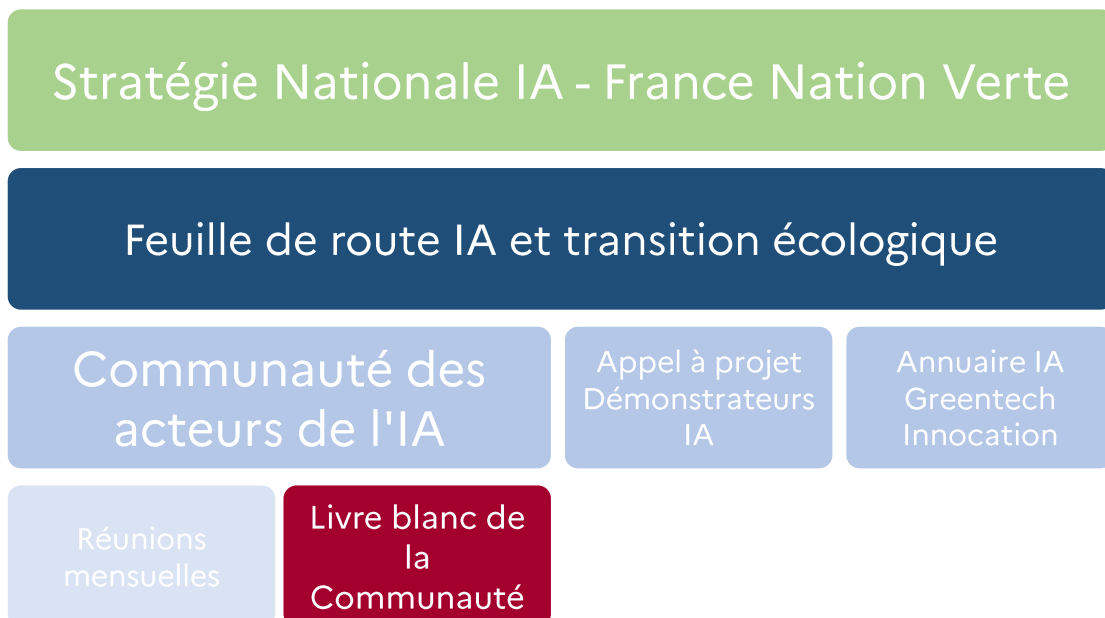 Stratégie Nationale IA - France Nation Verte
Feuille de route IA et transition écologique
Communauté des
acteurs de l'IA
Appel à projet
Démonstrateurs
IA
Annuaire IA
Greentech
Innocation
Réunions
mensuelles
Livre blanc de
la
Communauté